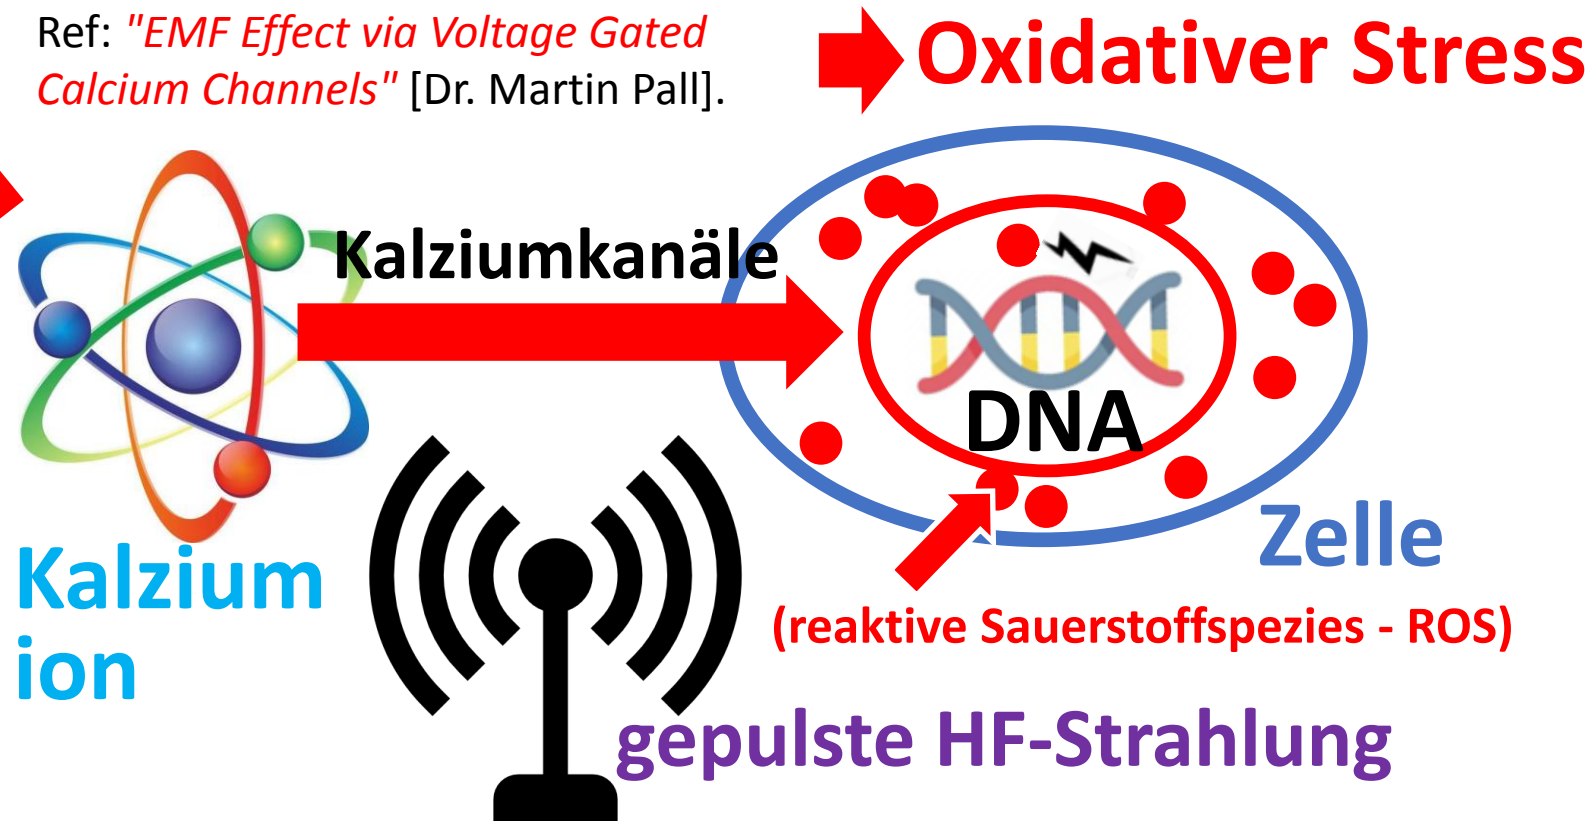 Ref: "EMF Effect via Voltage Gated
Calcium Channels" [Dr. Martin Pall].
Oxidativer Stress
Kalziumkanäle
DNA
Zelle
Kalzium
ion
(reaktive Sauerstoffspezies - ROS)
gepulste HF-Strahlung